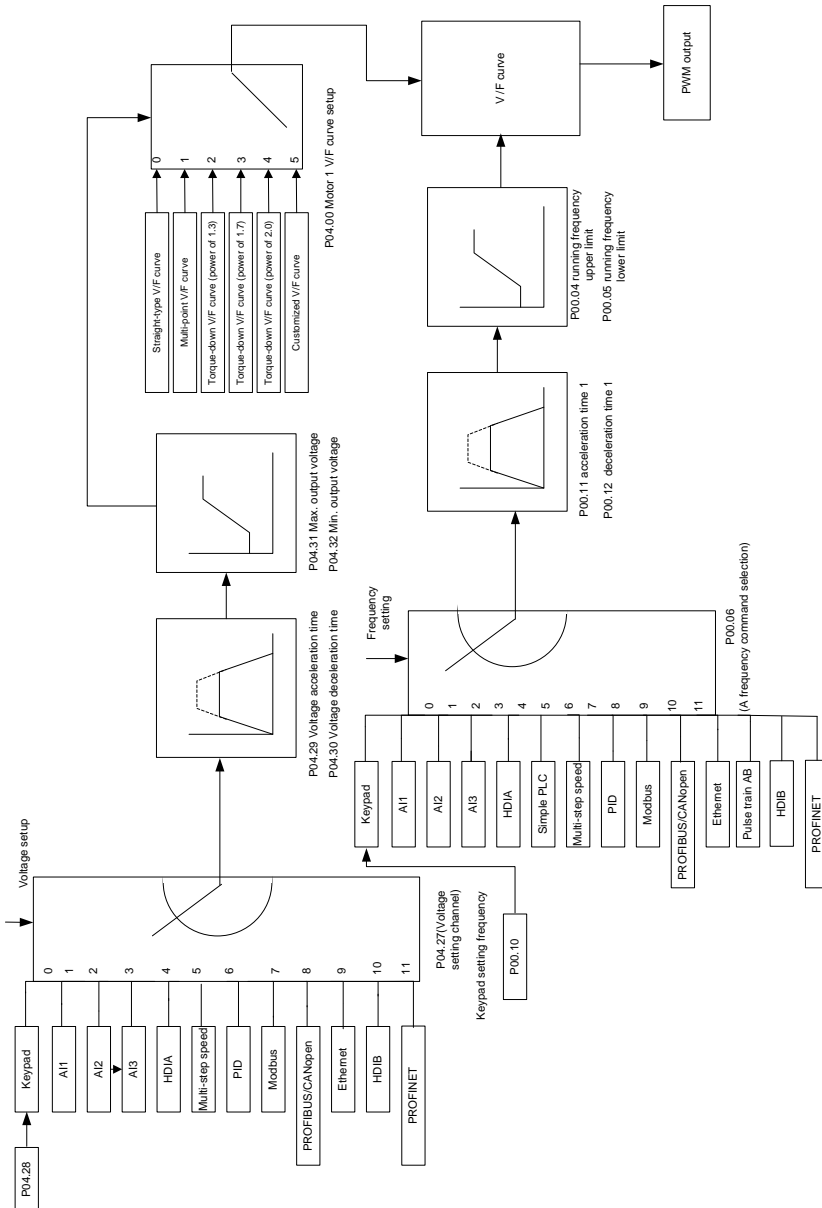 P04.28
Voltage setup
Keypad
AI1
AI2
AI3
HDIA
Multi-step speed
PID
Modbus
PROFIBUS/CANopen
Ethernet
HDIB
PROFINET
0
1
2
3
4
5
6
7
8
9
10
11
P04.27(Voltage
setting channel)
P04.29 Voltage acceleration time
P04.30 Voltage deceleration time
P04.31 Max. output voltage
P04.32 Min. output voltage
Straight-type V/F curve
Multi-point V/F curve
Torque-down V/F curve (power of 1.3)
Torque-down V/F curve (power of 1.7)
Torque-down V/F curve (power of 2.0)
Customized V/F curve
0
1
2
3
4
5
P04.00 Motor 1 V/F curve setup
Keypad setting frequency
P00.10
Frequency
setting
Keypad
AI1
AI2
AI3
HDIA
Simple PLC
Multi-step speed
PID
Modbus
PROFIBUS/CANopen
Ethernet
Pulse train AB
HDIB
PROFINET
0
1
2
3
4
5
6
7
8
9
10
11
P00.06
(A frequency command selection)
P00.11 acceleration time 1
P00.12 deceleration time 1
P00.04 running frequency
upper limit
P00.05 running frequency
lower limit
V/F curve
PWM output